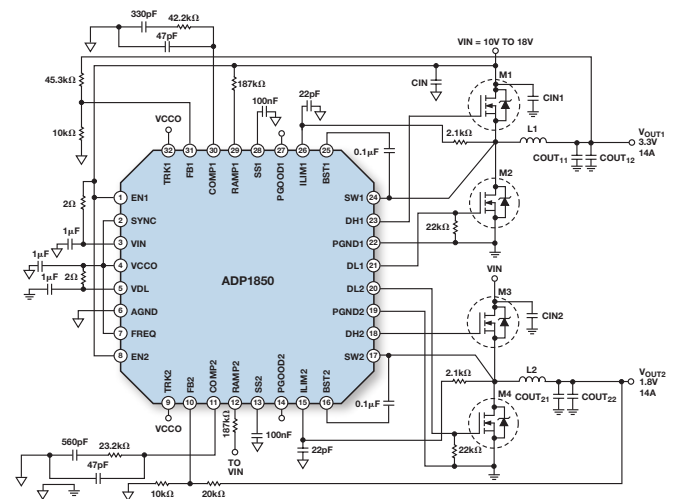 330pF
42.2kΩ
47pF
VIN = 10V TO 18V
45.3kΩ
187kΩ
100nF
22pF
CIN
M1
CIN1
VCCO
10kΩ
0.1µF
2.1kΩ
L1
VOUT1
3.3V
14A
COUT11
COUT12
32
31
30
29
28
27
26
25
TRK1
FB1
COMP1
RAMP1
SS1
PGOOD1
ILIM1
BST1
M2
1
EN1
2
SYNC
3
VIN
4
VCCO
5
VDL
6
AGND
7
FREQ
8
EN2
2Ω
1µF
1µF
2Ω
1µF
ADP1850
SW1
24
DH1
23
PGND1
22
DL1
21
DL2
20
PGND2
19
DH2
18
SW2
17
22kΩ
VIN
M3
CIN2
TRK2
FB2
COMP2
RAMP2
SS2
PGOOD2
ILIM2
BST2
9
10
11
12
13
14
15
16
2.1kΩ
L2
VOUT2
1.8V
14A
COUT21
COUT22
M4
0.1µF
22kΩ
VCCO
187kΩ
TO
VIN
100nF
22pF
560pF
23.2kΩ
47pF
10kΩ
20kΩ